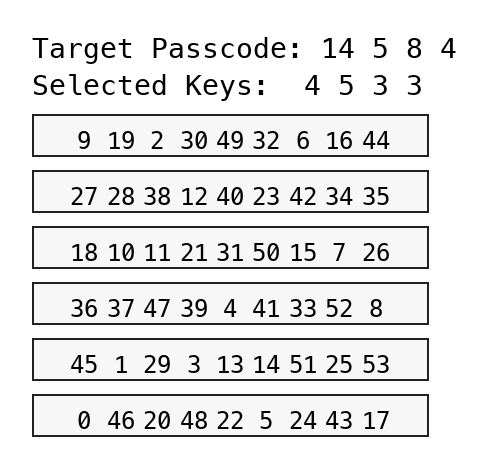 Target Passcode: 14 5 8 4
Selected Keys: 4 5 3 3
9 19 2 30 49 32 6 16 44
27 28 38 12 40 23 42 34 35
18 10 11 21 31 50 15 7 26
36 37 47 39 4 41 33 52 8
45 1 29 3 13 14 51 25 53
0 46 20 48 22 5 24 43 17